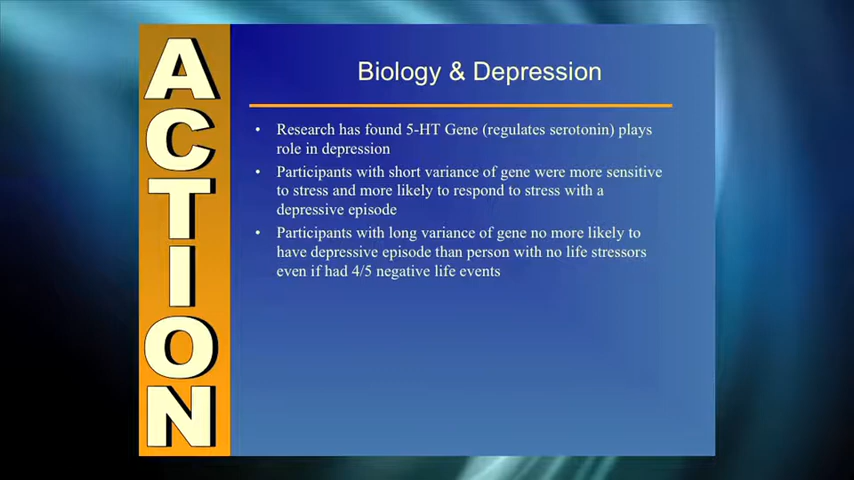 ACTION
Biology & Depression
• Research has found 5-HT Gene (regulates serotonin) plays
role in depression
• Participants with short variance of gene were more sensitive
to stress and more likely to respond to stress with a
depressive episode
• Participants with long variance of gene no more likely to
have depressive episode than person with no life stressors
even if had 4/5 negative life events